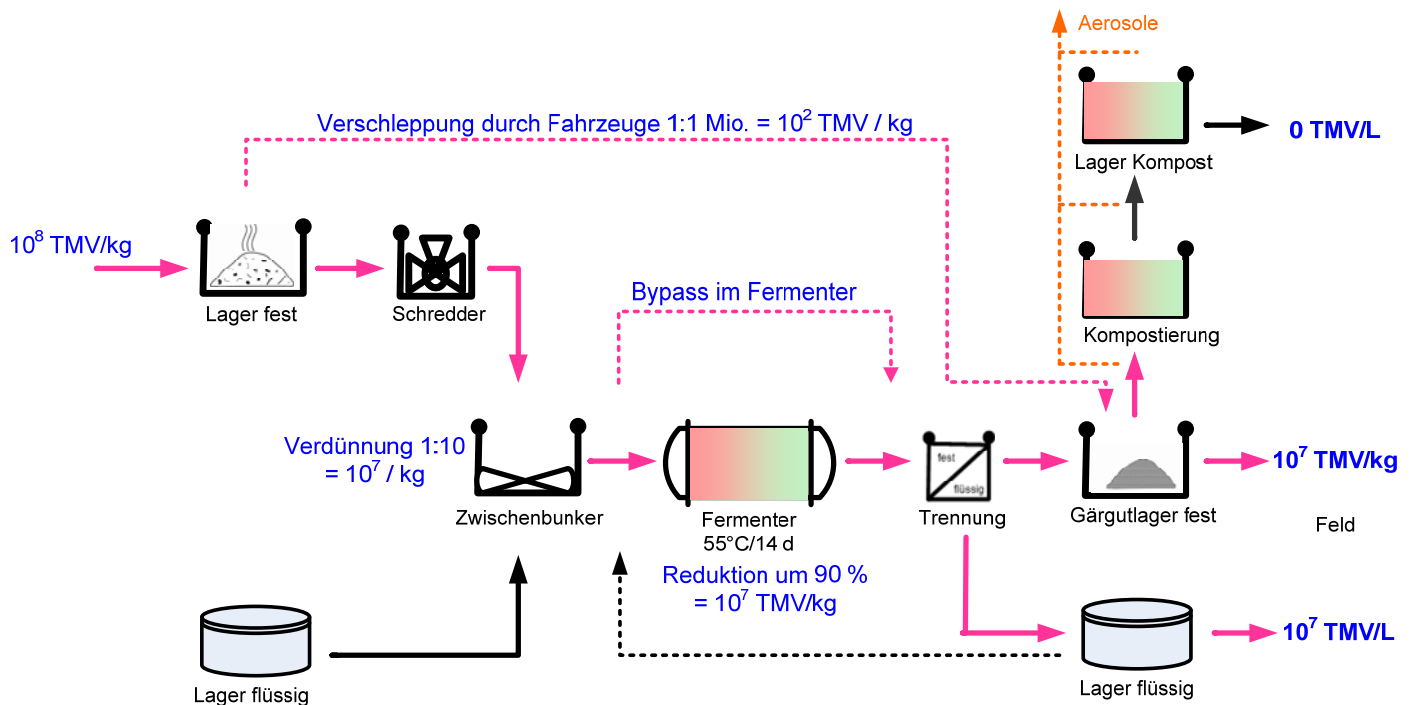 Aerosole
Verschleppung durch Fahrzeuge 1:1 Mio. = 10² TMV / kg
0 TMV/L
Lager Kompost
10⁸ TMV/kg
Lager fest
Schredder
Bypass im Fermenter
Kompostierung
Verdünnung 1:10
= 10⁷ / kg
fest
flüssig
10⁷ TMV/kg
Zwischenbunker
Fermenter
55°C/14 d
Trennung
Gärgutlager fest
Feld
Reduktion um 90 %
= 10⁷ TMV/kg
10⁷ TMV/L
Lager flüssig
Lager flüssig